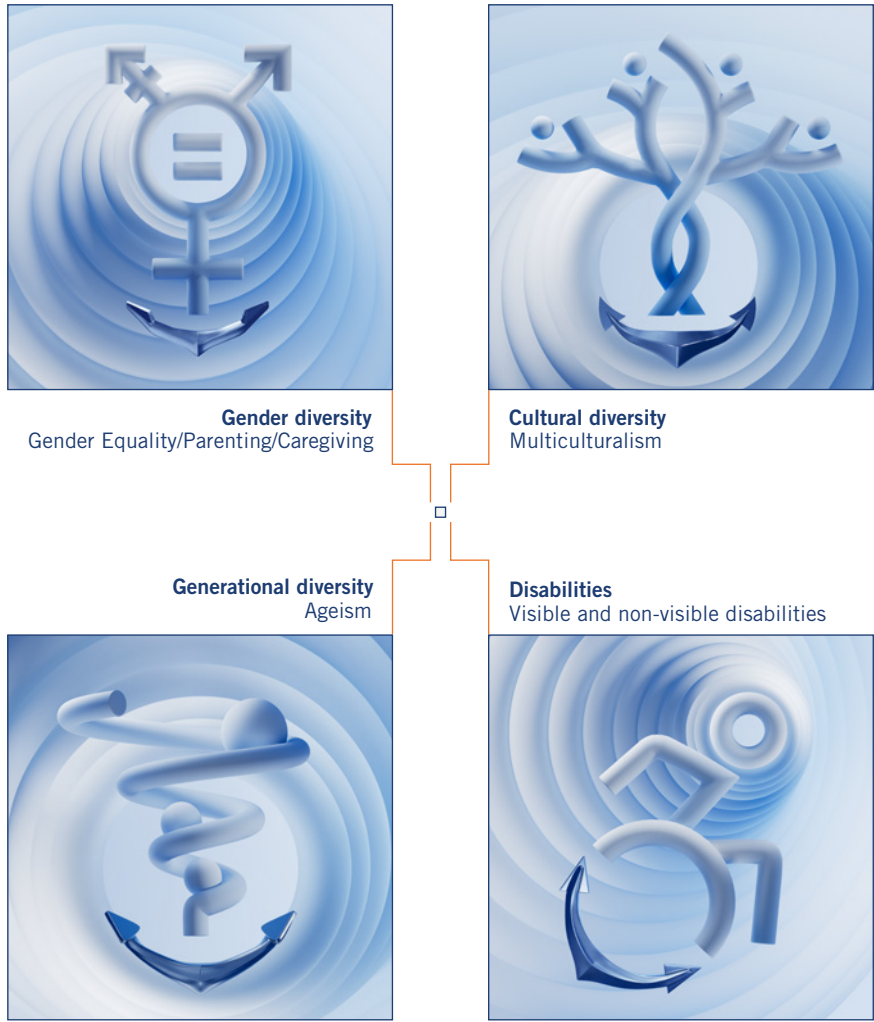 Gender diversity
Gender Equality/Parenting/Caregiving
Cultural diversity
Multiculturalism
Generational diversity
Ageism
Disabilities
Visible and non-visible disabilities